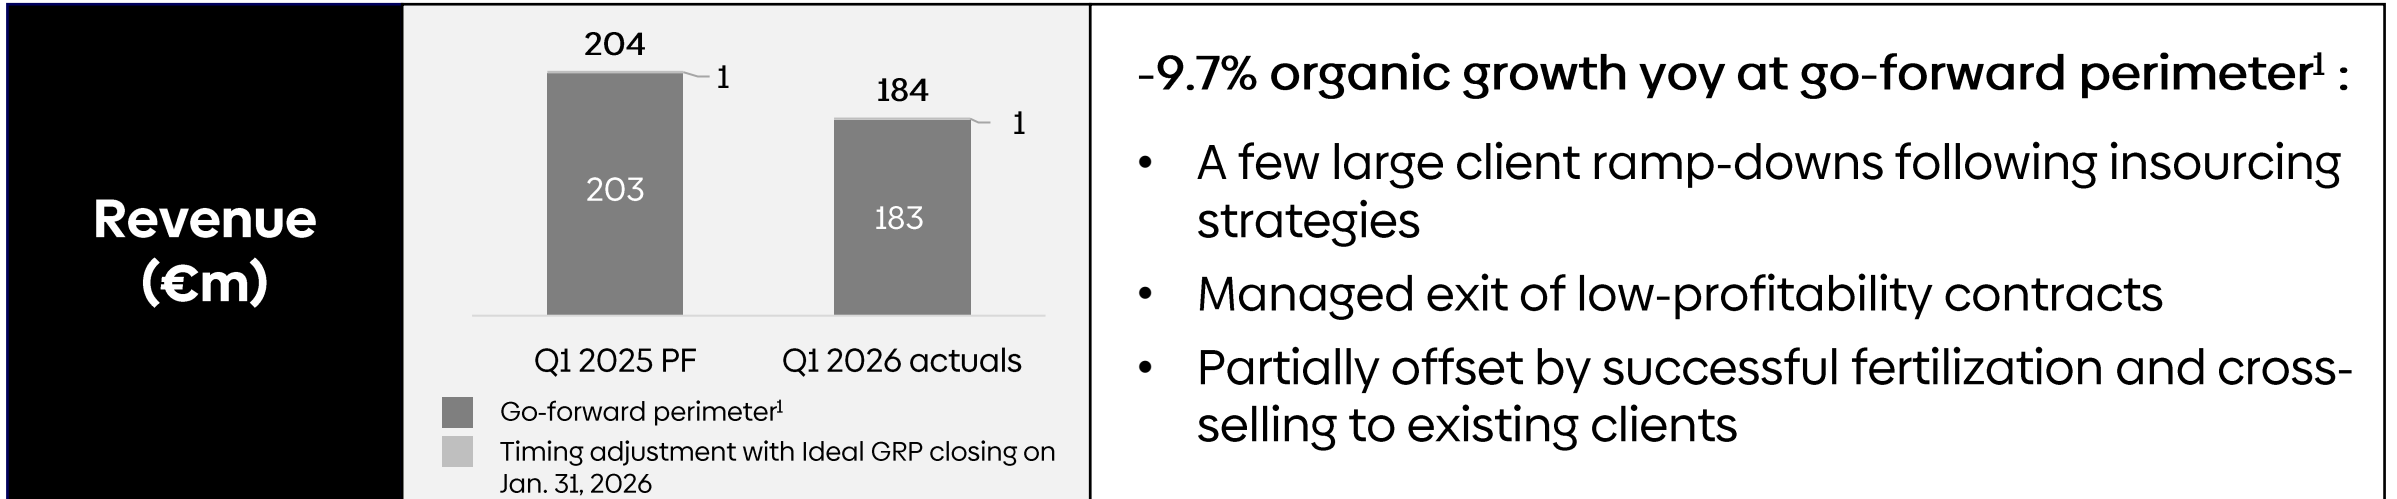 Revenue
(€m)
204
1
203
184
1
183
Q1 2025 PF
Q1 2026 actuals
Go-forward perimeter¹
Timing adjustment with Ideal GRP closing on
Jan. 31, 2026
-9.7% organic growth yoy at go-forward perimeter¹ :
• A few large client ramp-downs following insourcing
strategies
• Managed exit of low-profitability contracts
• Partially offset by successful fertilization and cross-
selling to existing clients